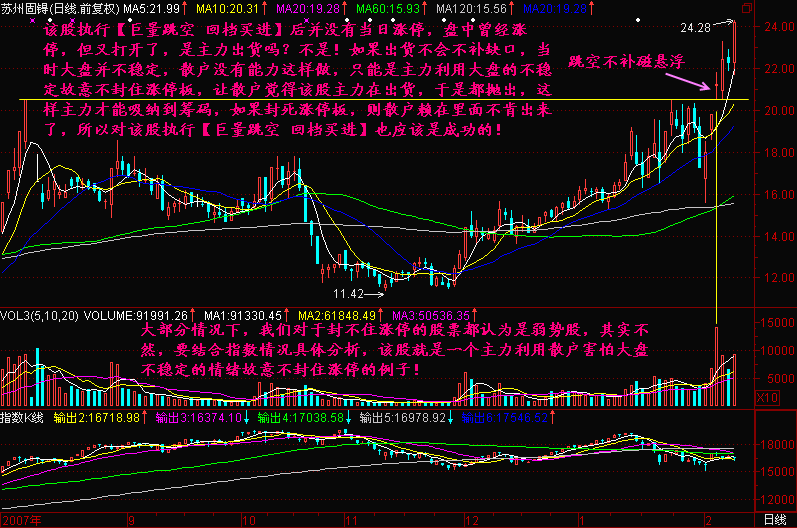 苏州固锝(日线.前复权) MA5:21.99↑ MA10:20.31↑ MA20:19.28↑ MA60:15.93↑ MA120:15.56↑ MA20:19.28↑
24.28→
24.00
该股执行【巨量跳空 回档买进】后并没有当日涨停，盘中曾经涨
停，但又打开了，是主力出货吗？不是！如果出货不会不补缺口，当
时大盘并不稳定，散户没有能力这样做，只能是主力利用大盘的不稳
定故意不封住涨停板，让散户觉得该股主力在出货，于是都抛出，这
样主力才能吸纳到筹码，如果封死涨停板，则散户赖在里面不肯出来
了，所以对该股执行【巨量跳空 回档买进】也应该是成功的！
跳空不补磁悬浮
22.00
20.00
18.00
16.00
14.00
12.00
11.42→
VOL3(5,10,20) VOLUME:91991.26↑ MA1:91330.45↑ MA2:61848.49↑ MA3:50536.35↑
大部分情况下，我们对于封不住涨停的股票都认为是弱势股，其实不
然，要结合指数情况具体分析，该股就是一个主力利用散户害怕大盘
不稳定的情绪故意不封住涨停的例子！
15000
10000
5000
X10
指数K线 输出2:16718.98↑ 输出3:16374.10↓ 输出4:17038.56↓ 输出5:16978.92↓ 输出6:17546.52↑
18000
15000
12000
2007年 9 10 11 12 1 2 日线